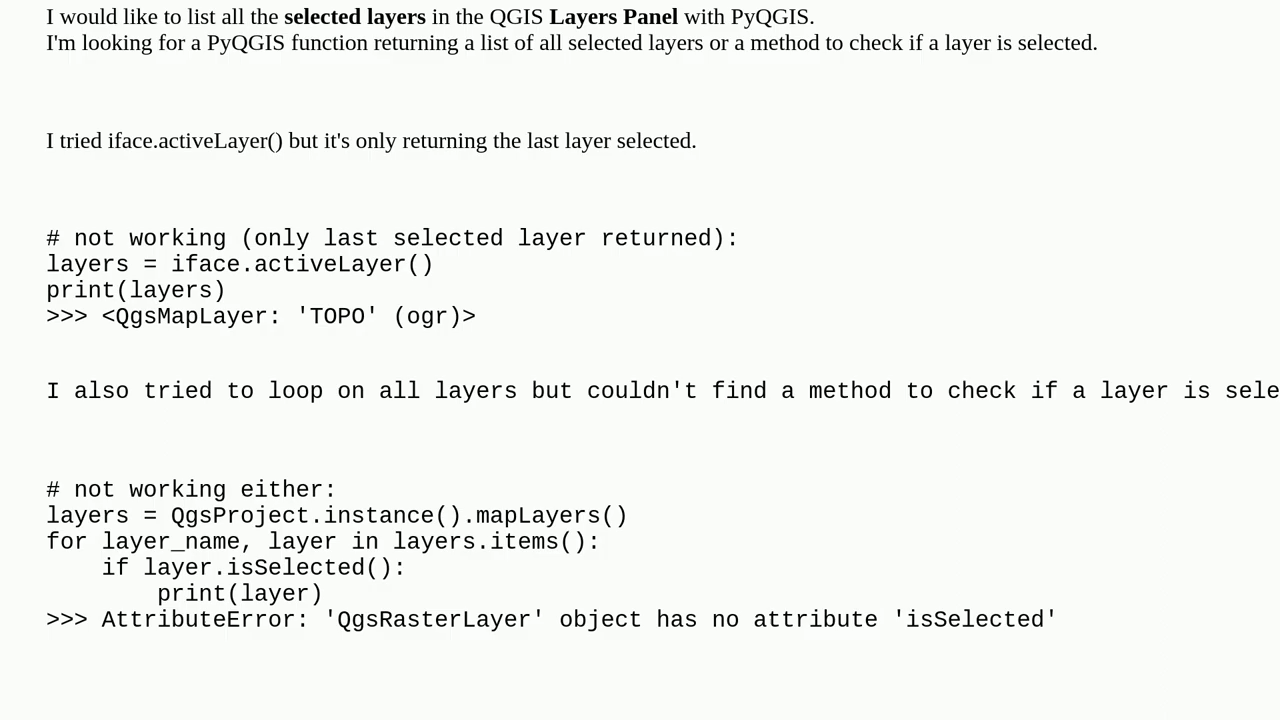 I would like to list all the selected layers in the QGIS Layers Panel with PyQGIS.
I'm looking for a PyQGIS function returning a list of all selected layers or a method to check if a layer is selected.
I tried iface.activeLayer() but it's only returning the last layer selected.
# not working (only last selected layer returned):
layers = iface.activeLayer()
print(layers)
>>> <QgsMapLayer: 'TOPO' (ogr)>
I also tried to loop on all layers but couldn't find a method to check if a layer is sele
# not working either:
layers = QgsProject.instance().mapLayers()
for layer_name, layer in layers.items():
    if layer.isSelected():
        print(layer)
>>> AttributeError: 'QgsRasterLayer' object has no attribute 'isSelected'